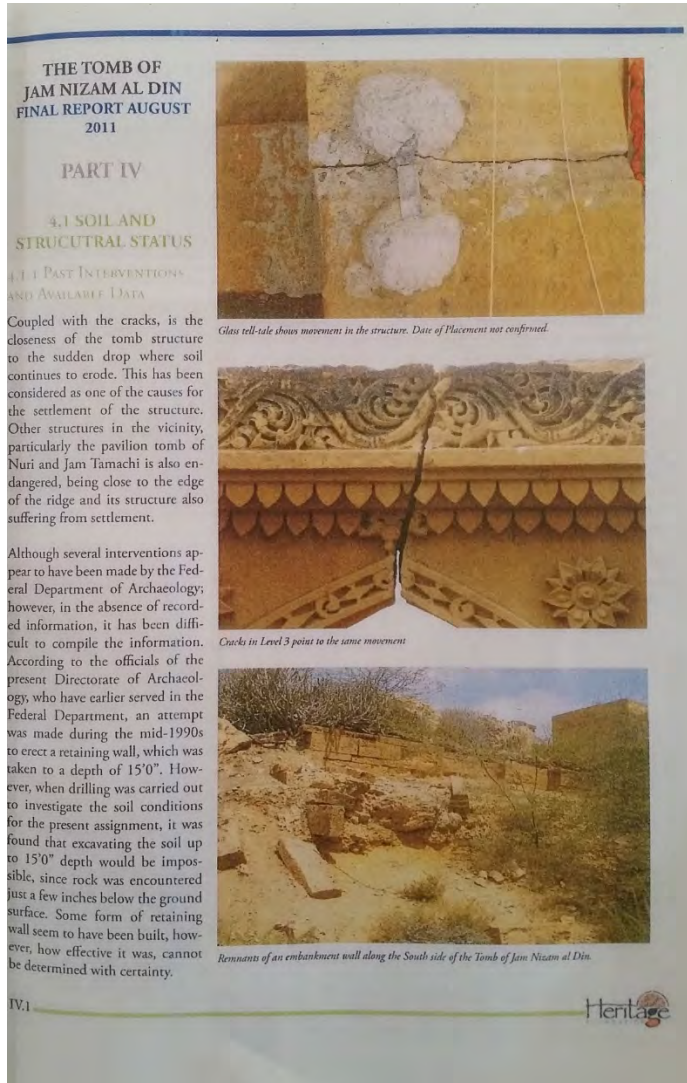 THE TOMB OF
JAM NIZAM AL DIN
FINAL REPORT AUGUST
2011
PART IV
4.1 SOIL AND
STRUCUTRAL STATUS
4.1.1 PAST INTERVENTIONS
AND AVAILABLE DATA
Coupled with the cracks, is the
closeness of the tomb structure
to the sudden drop where soil
continues to erode. This has been
considered as one of the causes for
the settlement of the structure.
Other structures in the vicinity,
particularly the pavilion tomb of
Nuri and Jam Tamachi is also en-
dangered, being close to the edge
of the ridge and its structure also
suffering from settlement.
Although several interventions ap-
pear to have been made by the Fed-
eral Department of Archaeology;
however, in the absence of record-
ed information, it has been diffi-
cult to compile the information.
According to the officials of the
present Directorate of Archaeol-
ogy, who have earlier served in the
Federal Department, an attempt
was made during the mid-1990s
to erect a retaining wall, which was
taken to a depth of 15'0". How-
ever, when drilling was carried out
to investigate the soil conditions
for the present assignment, it was
found that excavating the soil up
to 15'0" depth would be impos-
sible, since rock was encountered
just a few inches below the ground
surface. Some form of retaining
wall seem to have been built, how-
ever, how effective it was, cannot
be determined with certainty.
Glass tell-tale shows movement in the structure. Date of Placement not confirmed.
Cracks in Level 3 point to the same movement
Remnants of an embankment wall along the South side of the Tomb of Jam Nizam al Din.
IV.1
Heritage